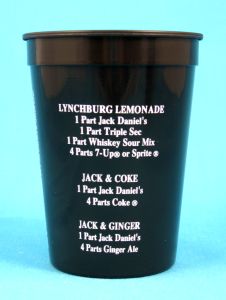 LYNCHBURG LEMONADE
1 Part Jack Daniel's
1 Part Triple Sec
1 Part Whiskey Sour Mix
4 Parts 7-Up® or Sprite ®
JACK & COKE
1 Part Jack Daniel's
4 Parts Coke ®
JACK & GINGER
1 Part Jack Daniel's
4 Parts Ginger Ale